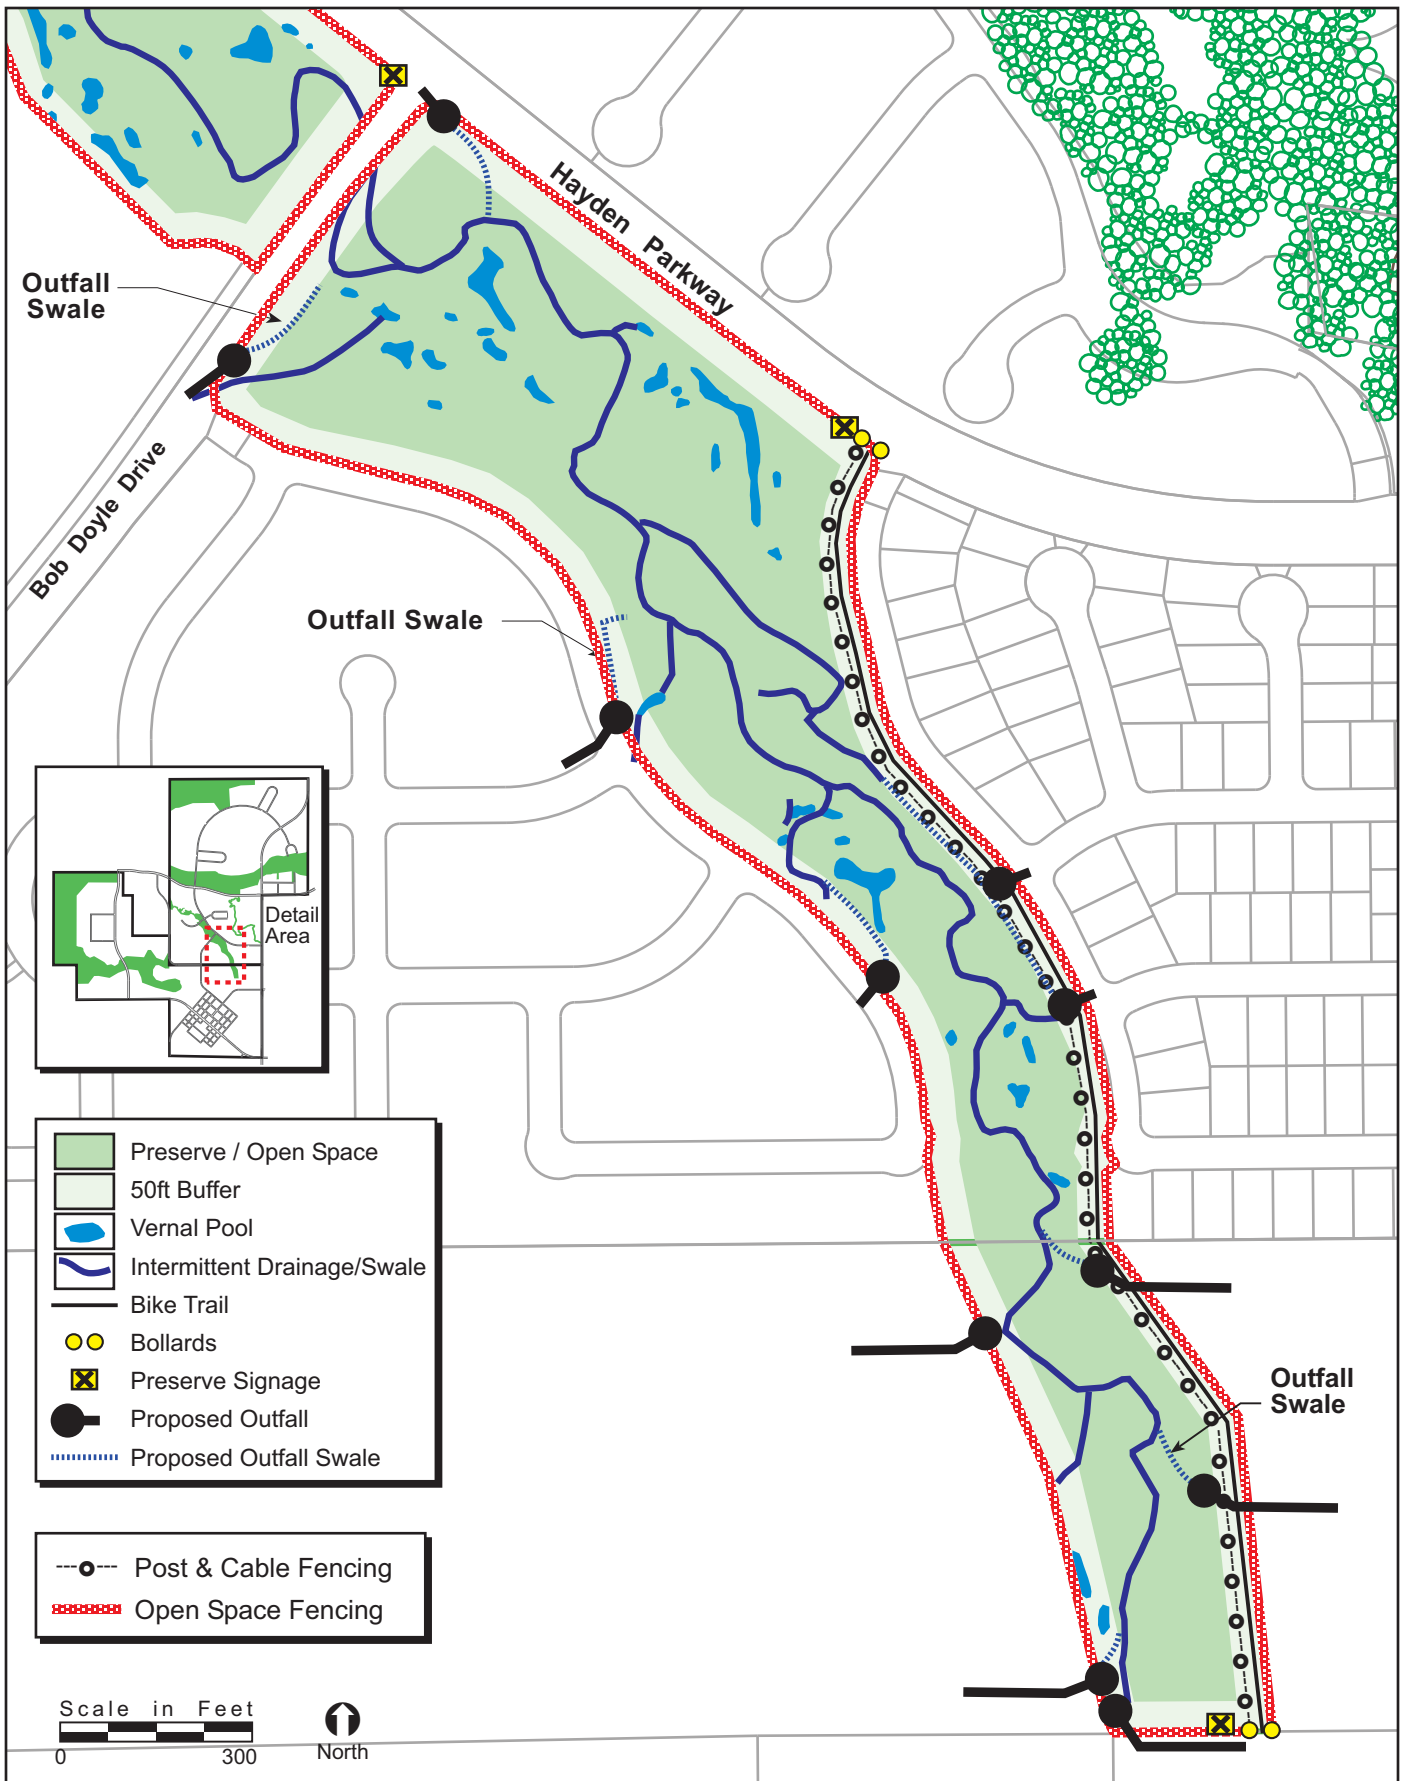 Hayden Parkway
Outfall
Swale
Bob Doyle Drive
Outfall Swale
Detail
Area
Preserve / Open Space
50ft Buffer
Vernal Pool
Intermittent Drainage/Swale
Bike Trail
Bollards
Preserve Signage
Proposed Outfall
Proposed Outfall Swale
Outfall
Swale
Post & Cable Fencing
Open Space Fencing
Scale in Feet
0 300
North